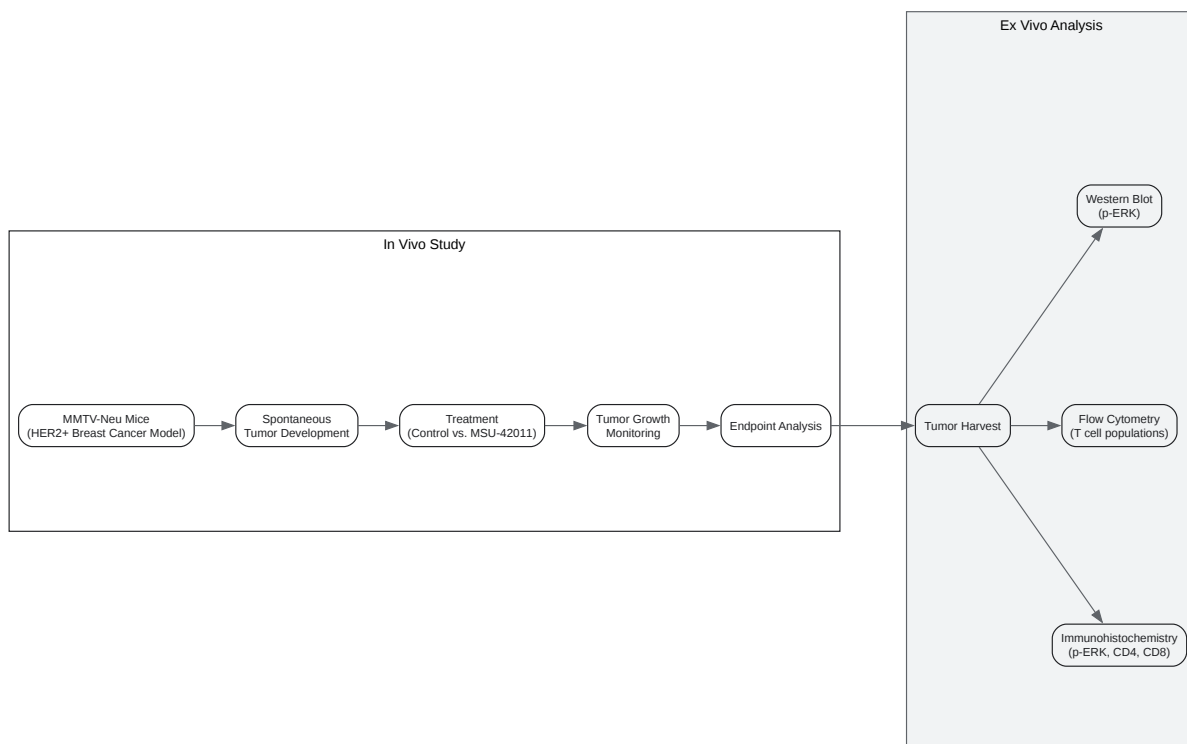 In Vivo Study
MMTV-Neu Mice
(HER2+ Breast Cancer Model)
Spontaneous
Tumor Development
Treatment
(Control vs. MSU-42011)
Tumor Growth
Monitoring
Endpoint Analysis
Ex Vivo Analysis
Tumor Harvest
Western Blot
(p-ERK)
Flow Cytometry
(T cell populations)
Immunohistochemistry
(p-ERK, CD4, CD8)